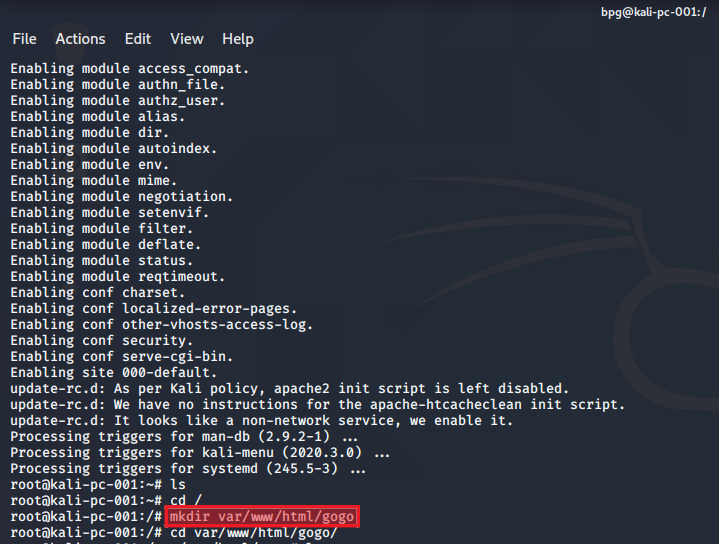 bpg@kali-pc-001:/
File Actions Edit View Help
Enabling module access_compat.
Enabling module authn_file.
Enabling module authz_user.
Enabling module alias.
Enabling module dir.
Enabling module autoindex.
Enabling module env.
Enabling module mime.
Enabling module negotiation.
Enabling module setenvif.
Enabling module filter.
Enabling module deflate.
Enabling module status.
Enabling module reqtimeout.
Enabling conf charset.
Enabling conf localized-error-pages.
Enabling conf other-vhosts-access-log.
Enabling conf security.
Enabling conf serve-cgi-bin.
Enabling site 000-default.
update-rc.d: As per Kali policy, apache2 init script is left disabled.
update-rc.d: We have no instructions for the apache-htcacheclean init script.
update-rc.d: It looks like a non-network service, we enable it.
Processing triggers for man-db (2.9.2-1) ...
Processing triggers for kali-menu (2020.3.0) ...
Processing triggers for systemd (245.5-3) ...
root@kali-pc-001:~# ls
root@kali-pc-001:~# cd /
root@kali-pc-001:/# mkdir var/www/html/gogo
root@kali-pc-001:/# cd var/www/html/gogo/